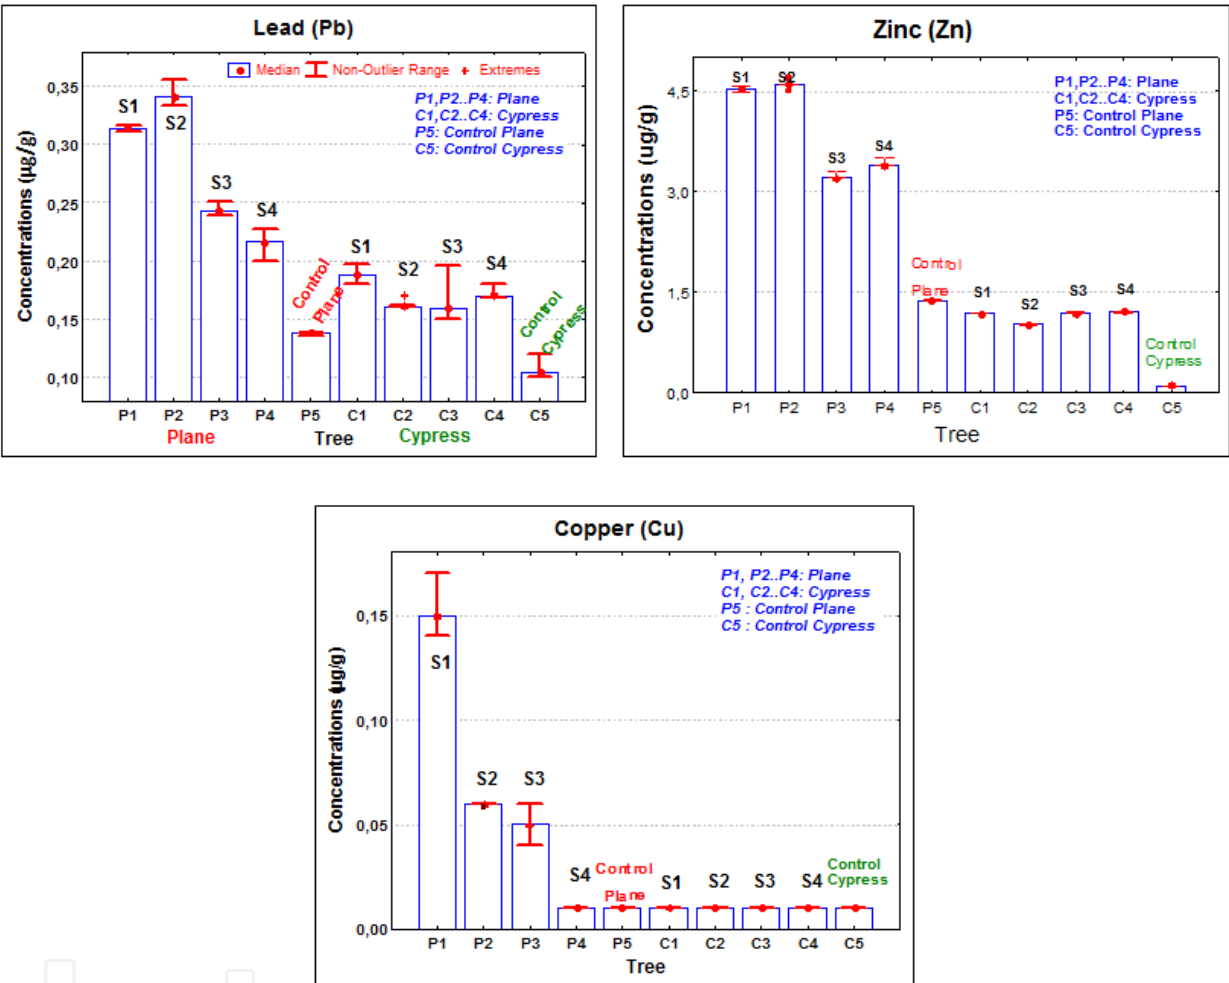 Lead (Pb)
Median Non-Outlier Range Extremes
P1,P2..P4: Plane
C1,C2..C4: Cypress
P5: Control Plane
C5: Control Cypress
Concentrations (µg/g)
0,35
0,30
0,25
0,20
0,15
0,10
S1
S2
S3
S4
Control
Plane
S1
S2
S3
S4
Control
Cypress
P1 P2 P3 P4 P5 C1 C2 C3 C4 C5
Plane Tree Cypress
Zinc (Zn)
P1,P2..P4: Plane
C1,C2..C4: Cypress
P5: Control Plane
C5: Control Cypress
Concentrations (ug/g)
4,5
3,0
1,5
0,0
S1
S2
S3
S4
Control
Plane
S1
S2
S3
S4
Control
Cypress
P1 P2 P3 P4 P5 C1 C2 C3 C4 C5
Tree
Copper (Cu)
P1, P2..P4: Plane
C1, C2..C4: Cypress
P5 : Control Plane
C5 : Control Cypress
Concentrations (µg/g)
0,15
0,10
0,05
0,00
S1
S2
S3
S4
Control
Plane
S1
S2
S3
S4
Control
Cypress
P1 P2 P3 P4 P5 C1 C2 C3 C4 C5
Tree